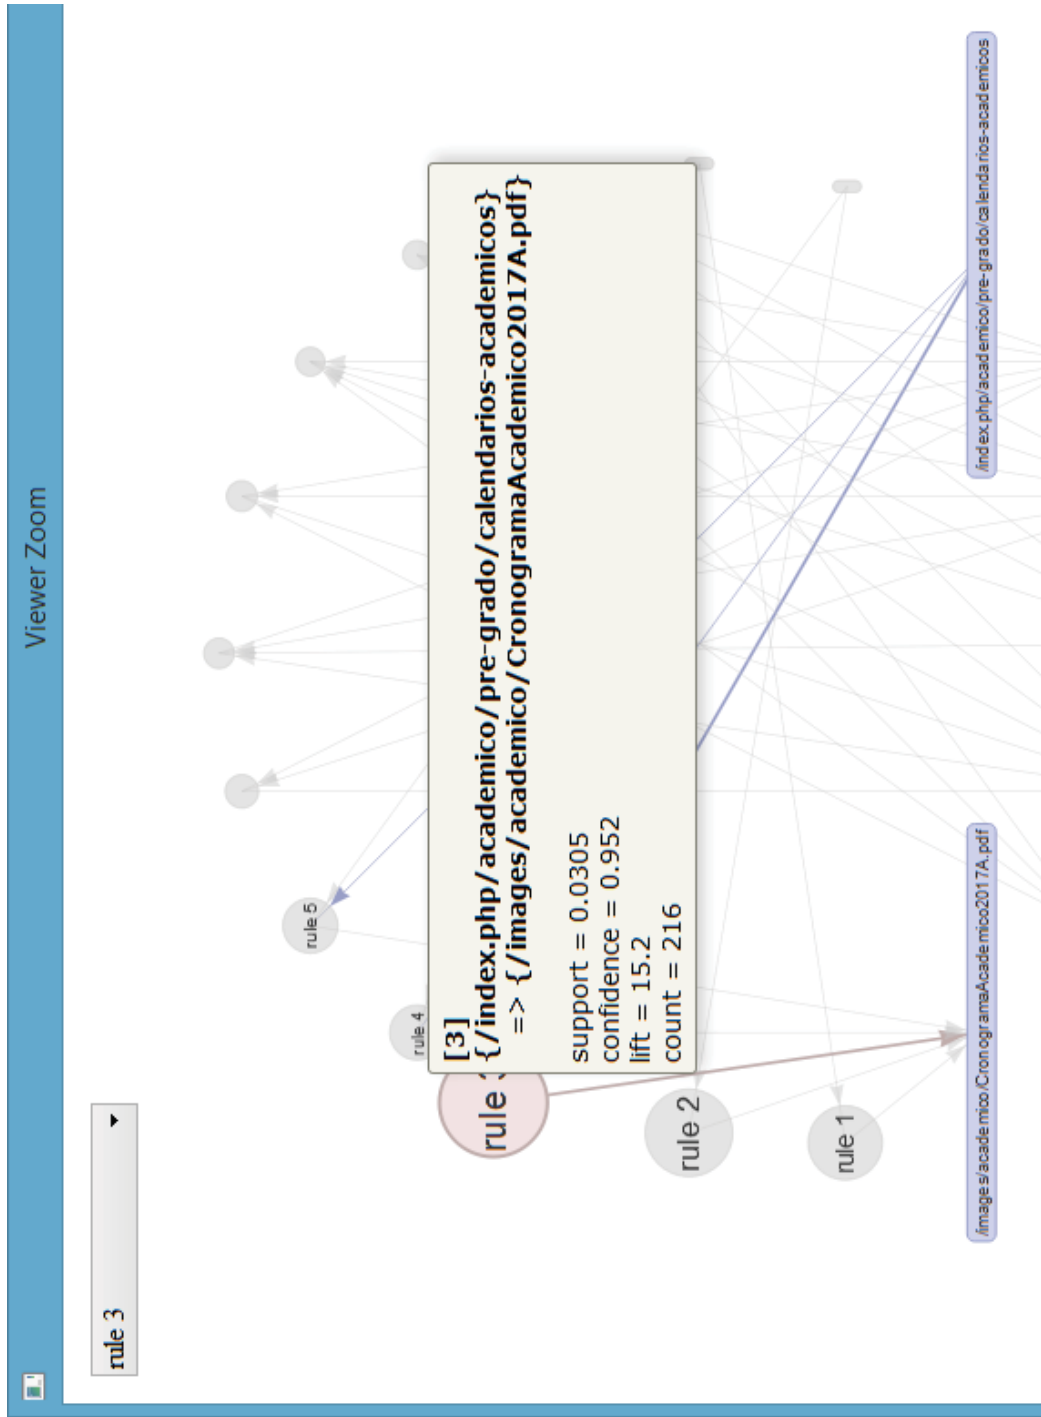 Viewer Zoom
rule 3
rule 5
rule 4
[3]
{/index.php/academico/pre-grado/calendarios-academicos}
=> {/images/academico/CronogramaAcademico2017A.pdf}
support = 0.0305
confidence = 0.952
lift = 15.2
count = 216
rule
rule 2
rule 1
/images/academico/CronogramaAcademico2017A.pdf
/index.php/academico/pre-grado/calendarios-academicos